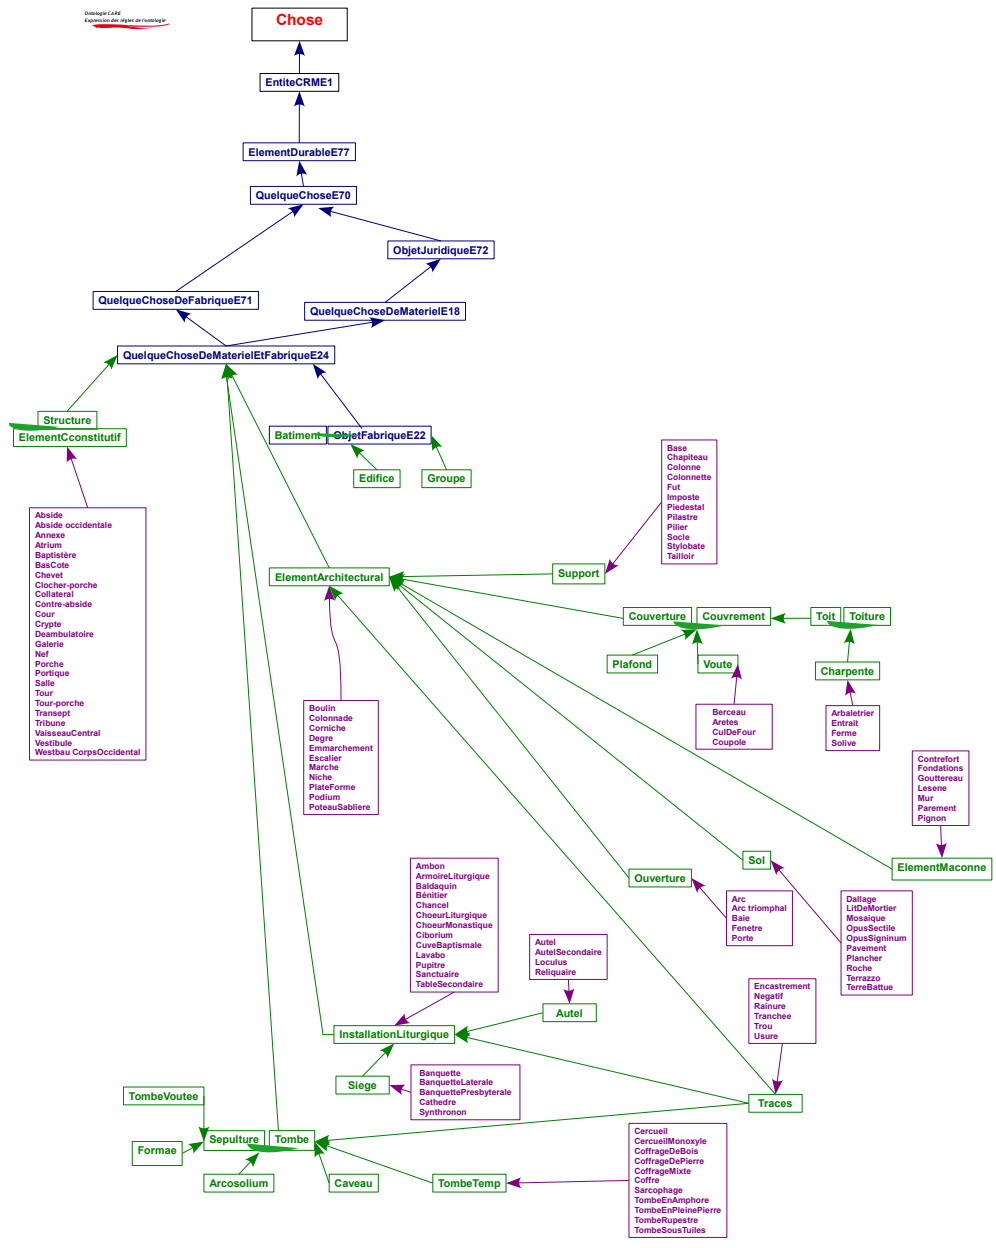 Ontologie CARE
Expression des règles de l'ontologie
Chose
EntiteCRME1
ElementDurableE77
QuelqueChoseE70
ObjetJuridiqueE72
QuelqueChoseDeFabriqueE71
QuelqueChoseDeMaterielE18
QuelqueChoseDeMaterielEtFabriqueE24
Structure
ElementCconstitutif
Batiment
ObjetFabriqueE22
Edifice
Groupe
Base
Chapiteau
Colonne
Colonnette
Fut
Imposte
Piedestal
Pilastre
Pilier
Socle
Stylobate
Tailloir
Abside
Abside occidentale
Annexe
Atrium
Baptistère
BasCote
Chevet
Clocher-porche
Collateral
Contre-abside
Cour
Crypte
Deambulatoire
Galerie
Nef
Porche
Portique
Salle
Tour
Tour-porche
Transept
Tribune
VaisseauCentral
Vestibule
Westbau CorpsOccidental
ElementArchitectural
Support
Couverture
Couvrement
Toit
Toiture
Plafond
Voute
Charpente
Boulin
Colonnade
Corniche
Degre
Emmarchement
Escalier
Marche
Niche
PlateForme
Podium
PoteauSabliere
Berceau
Aretes
CulDeFour
Coupole
Arbaletrier
Entrait
Ferme
Solive
Contrefort
Fondations
Gouttereau
Lesene
Mur
Parement
Pignon
Sol
ElementMaconne
Ouverture
Ambon
ArmoireLiturgique
Baldaquin
Bénitier
Chancel
ChoeurLiturgique
ChoeurMonastique
Ciborium
CuveBaptismale
Lavabo
Pupitre
Sanctuaire
TableSecondaire
Arc
Arc triomphal
Baie
Fenetre
Porte
Dallage
LitDeMortier
Mosaique
OpusSectile
OpusSigninum
Pavement
Plancher
Roche
Terrazzo
TerreBattue
Autel
AutelSecondaire
Loculus
Reliquaire
Encastrement
Negatif
Rainure
Tranchee
Trou
Usure
Autel
InstallationLiturgique
Siege
Banquette
BanquetteLaterale
BanquettePresbyterale
Cathedre
Synthronon
TombeVoutee
Traces
Formae
Sepulture
Tombe
Arcosolium
Caveau
TombeTemp
Cercueil
CercueilMonoxyle
CoffrageDeBois
CoffrageDePierre
CoffrageMixte
Coffre
Sarcophage
TombeEnAmphore
TombeEnPleinePierre
TombeRupestre
TombeSousTuiles